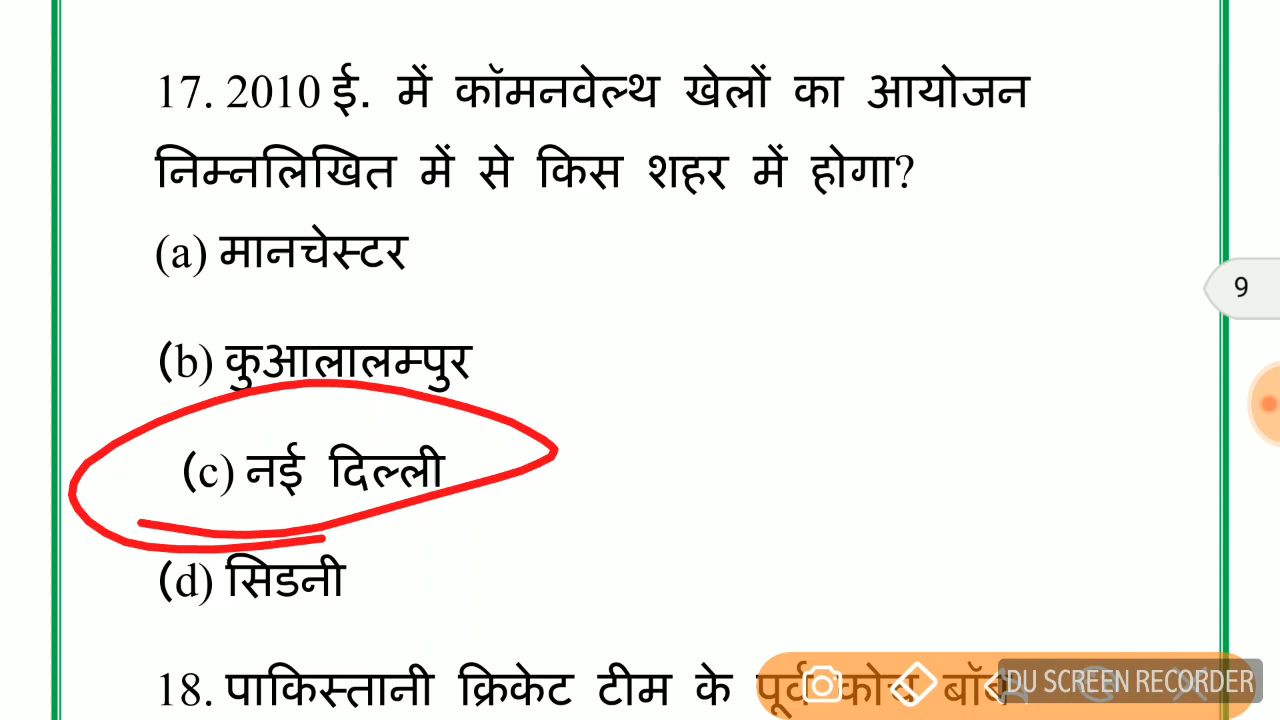 17. 2010 ई. में कॉमनवेल्थ खेलों का आयोजन
निम्नलिखित में से किस शहर में होगा?
(a) मानचेस्टर
9
(b) कुआलालम्पुर
(c) नई दिल्ली
(d) सिडनी
18. पाकिस्तानी क्रिकेट टीम के पूर्व कोच बॉब
DU SCREEN RECORDER